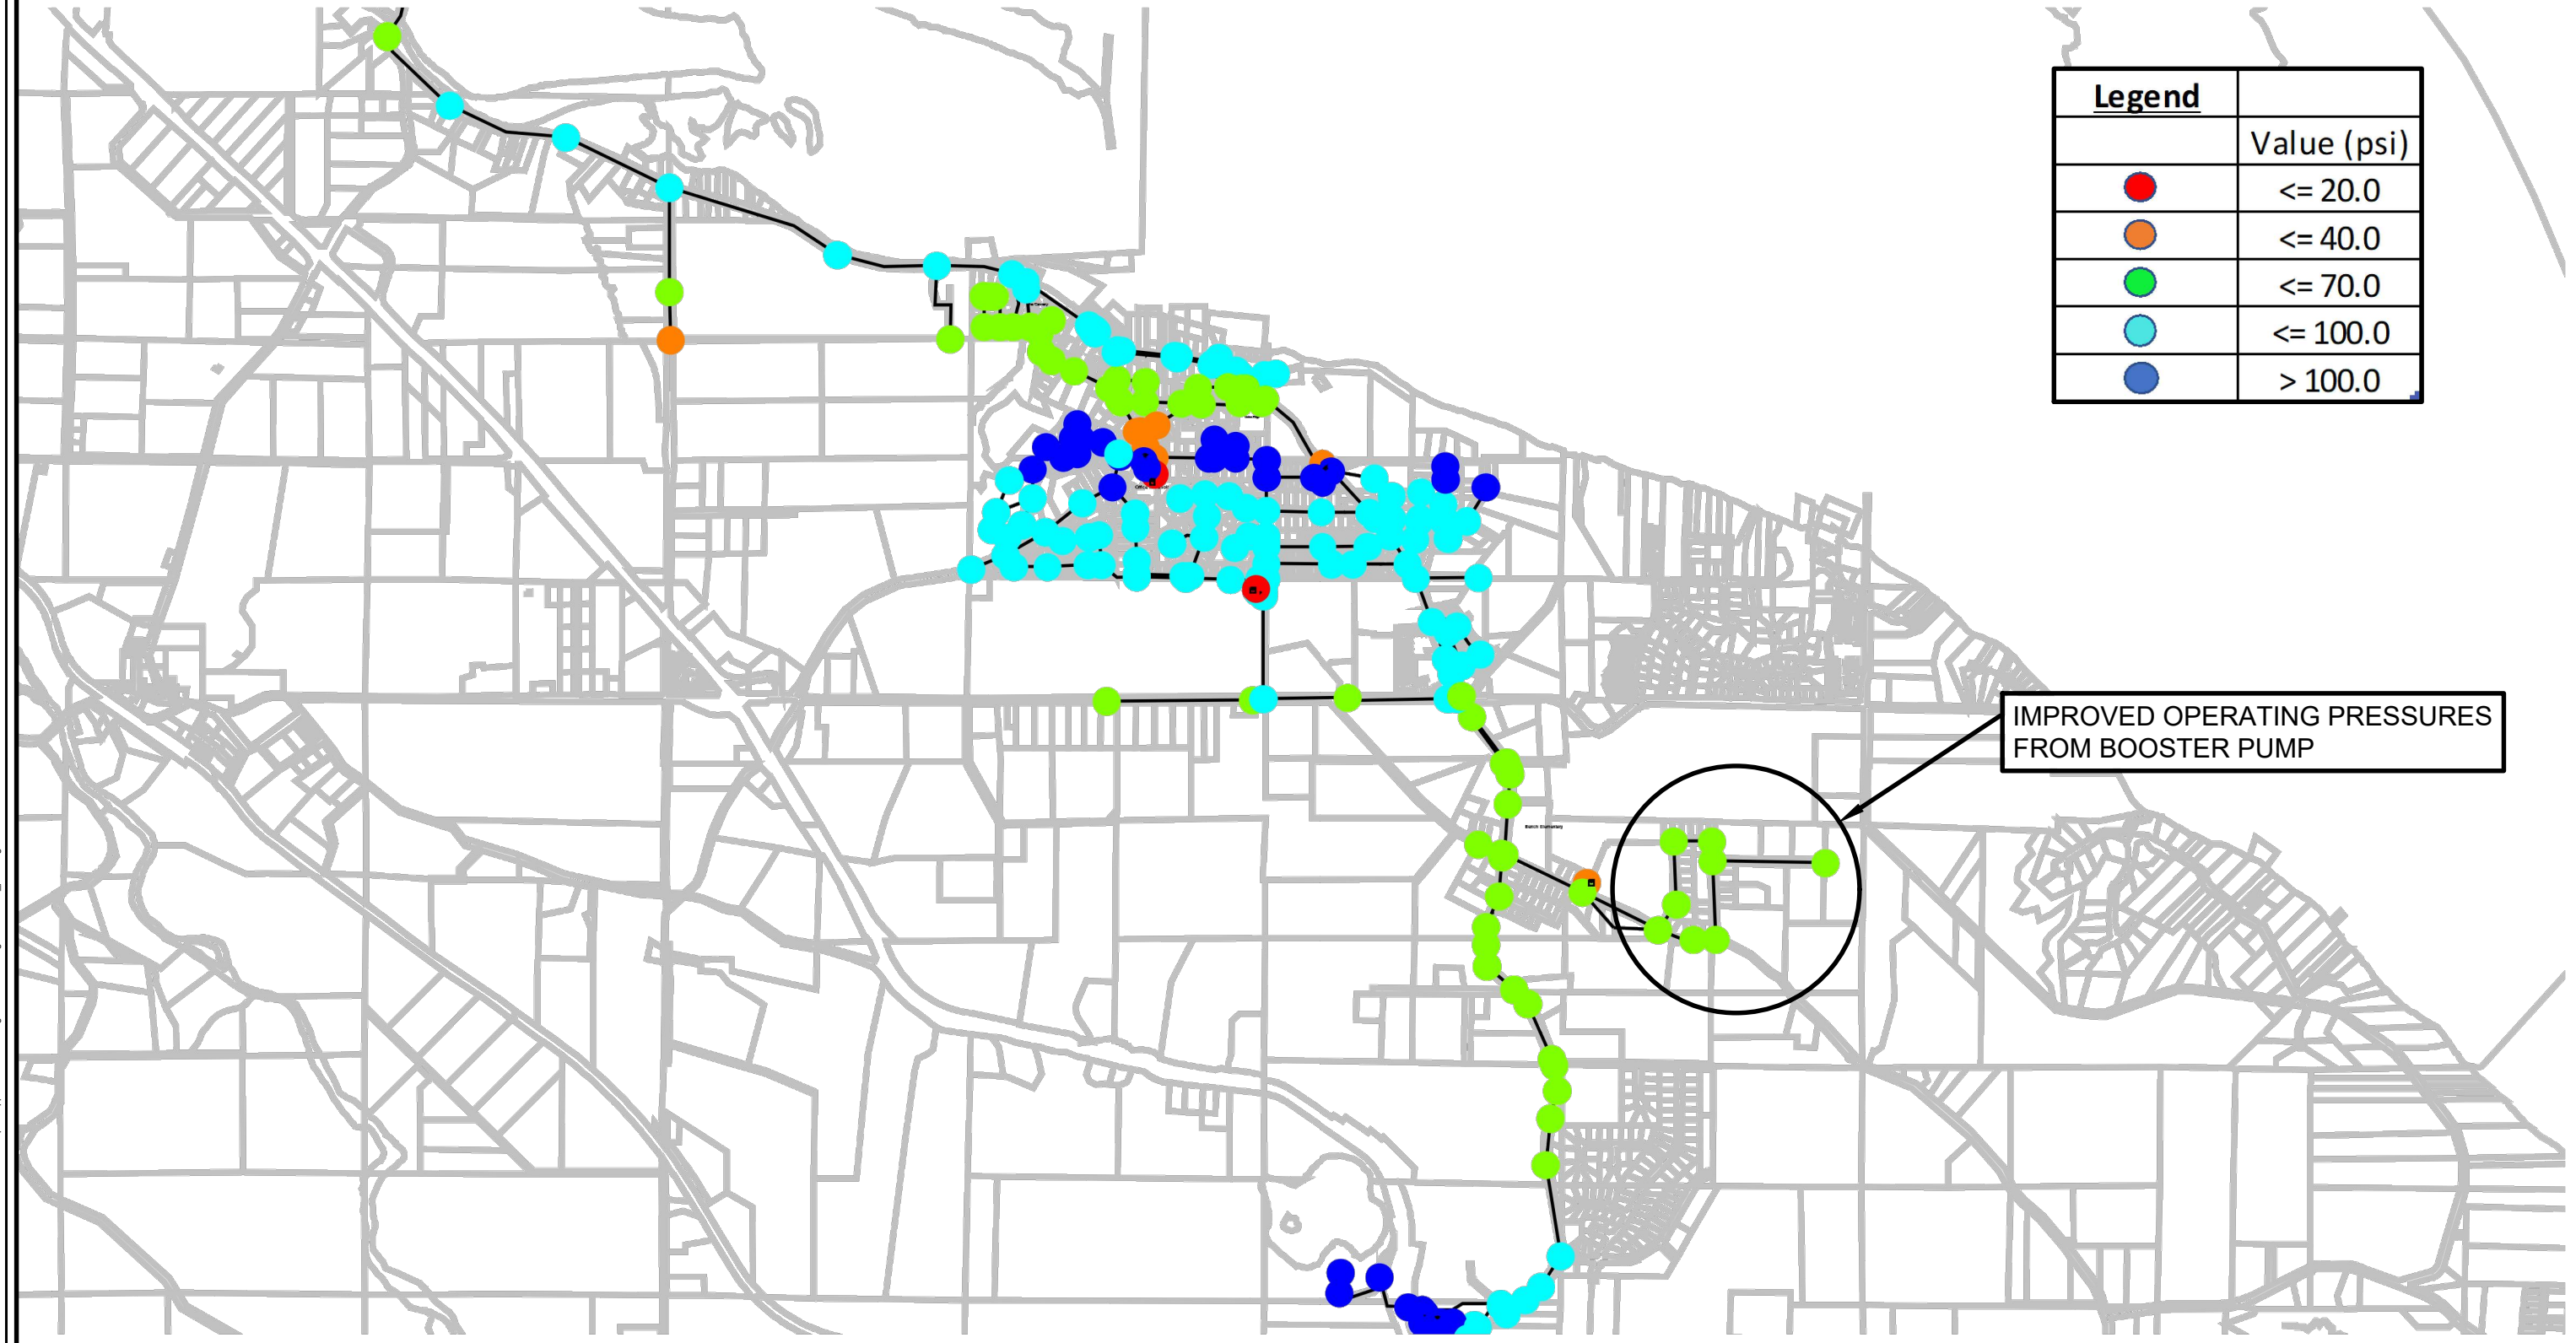 Legend
Value (psi)
<= 20.0
<= 40.0
<= 70.0
<= 100.0
> 100.0
IMPROVED OPERATING PRESSURES
FROM BOOSTER PUMP
Elementary